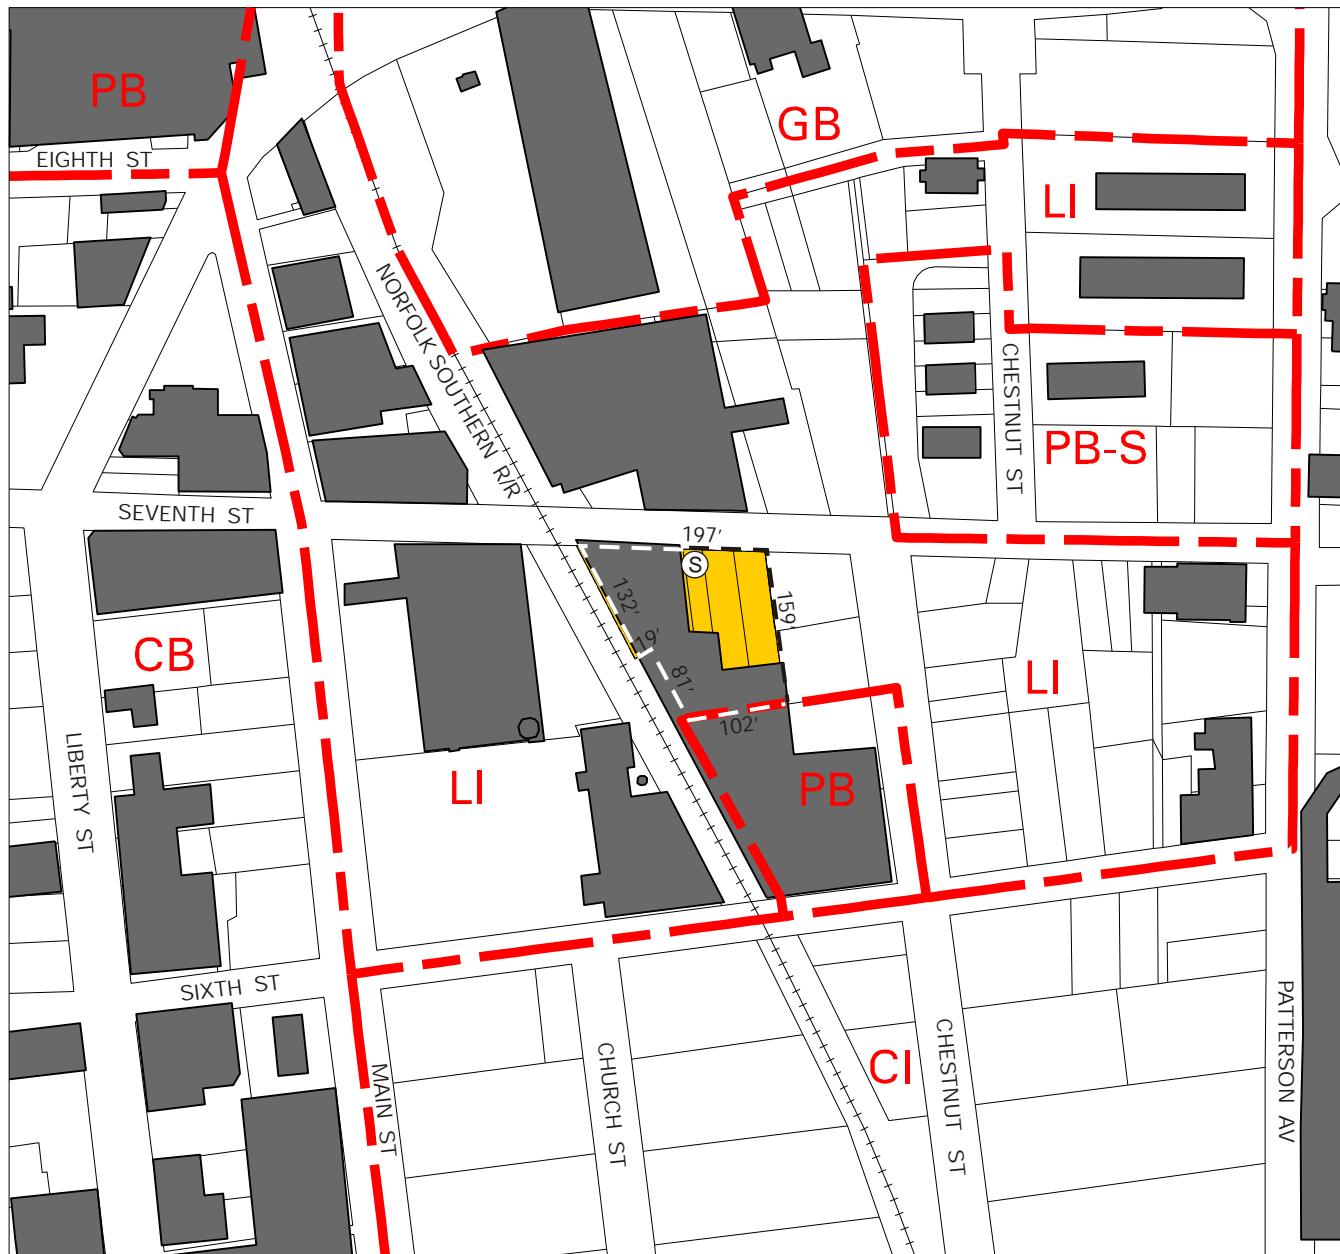 PB
GB
EIGHTH ST
LI
NORFOLK SOUTHERN R/R
CHESTNUT ST
PB-S
SEVENTH ST
197'
S
132'
159'
19'
CB
81'
LI
102'
LIBERTY ST
LI
PB
SIXTH ST
MAIN ST
CHURCH ST
CI
CHESTNUT ST
PATTERSON AV